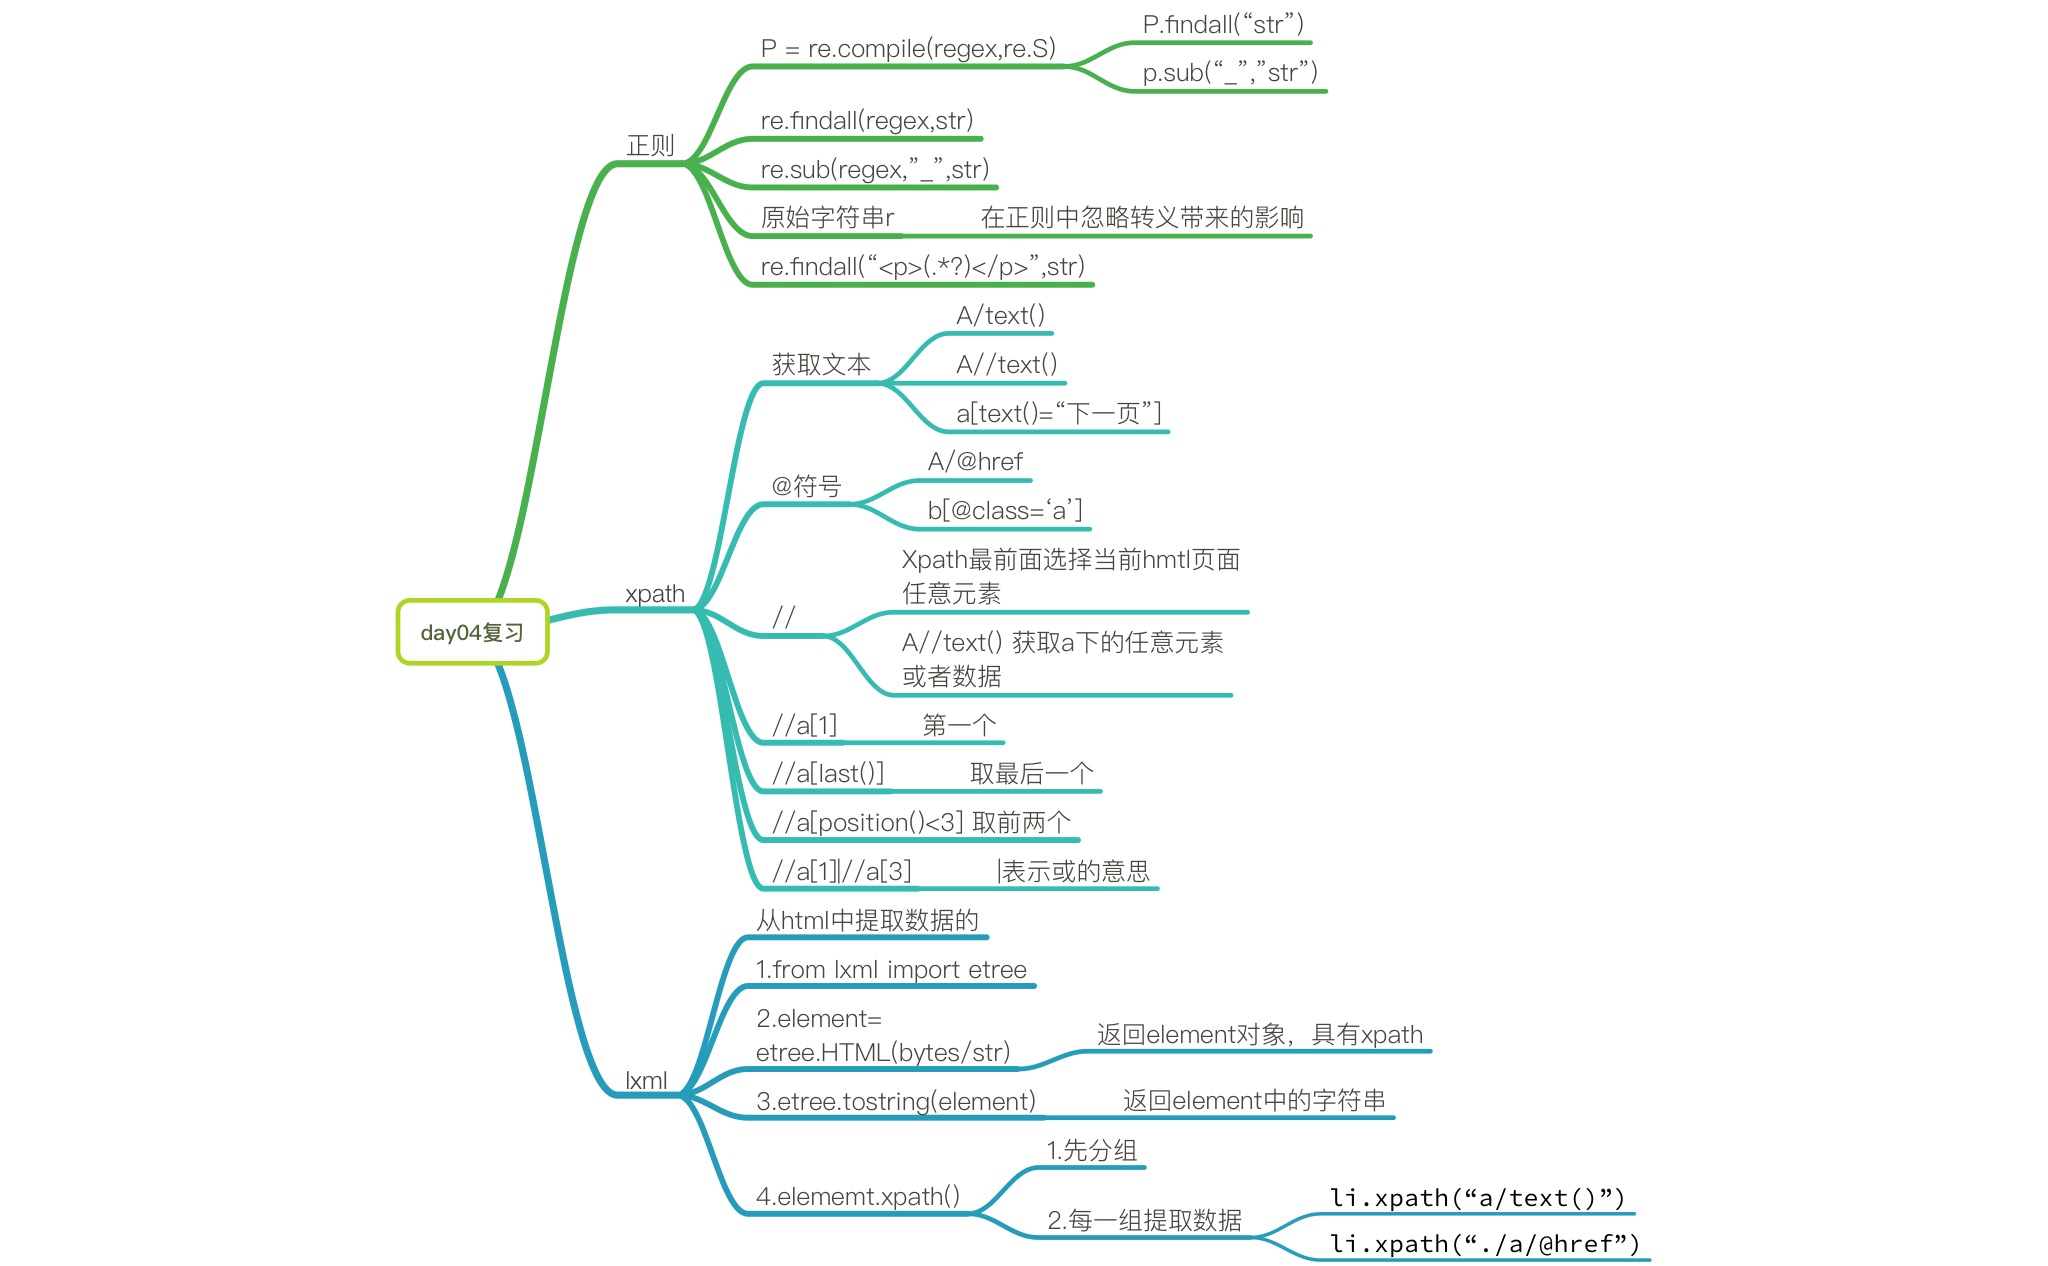 P = re.compile(regex,re.S)
P.findall(“str”)
p.sub(“_”,”str”)
正则
re.findall(regex,str)
re.sub(regex,”_”,str)
原始字符串r
在正则中忽略转义带来的影响
re.findall(“<p>(.*?)</p>”,str)
day04复习
xpath
获取文本
A/text()
A//text()
a[text()=“下一页”]
@符号
A/@href
b[@class=‘a’]
//
Xpath最前面选择当前hmtl页面
任意元素
A//text() 获取a下的任意元素
或者数据
//a[1]
第一个
//a[last()]
取最后一个
//a[position()<3] 取前两个
//a[1]|//a[3]
|表示或的意思
lxml
从html中提取数据的
1.from lxml import etree
2.element=
etree.HTML(bytes/str)
返回element对象，具有xpath
3.etree.tostring(element)
返回element中的字符串
4.elememt.xpath()
1.先分组
2.每一组提取数据
li.xpath(“a/text()”)
li.xpath(“./a/@href”)